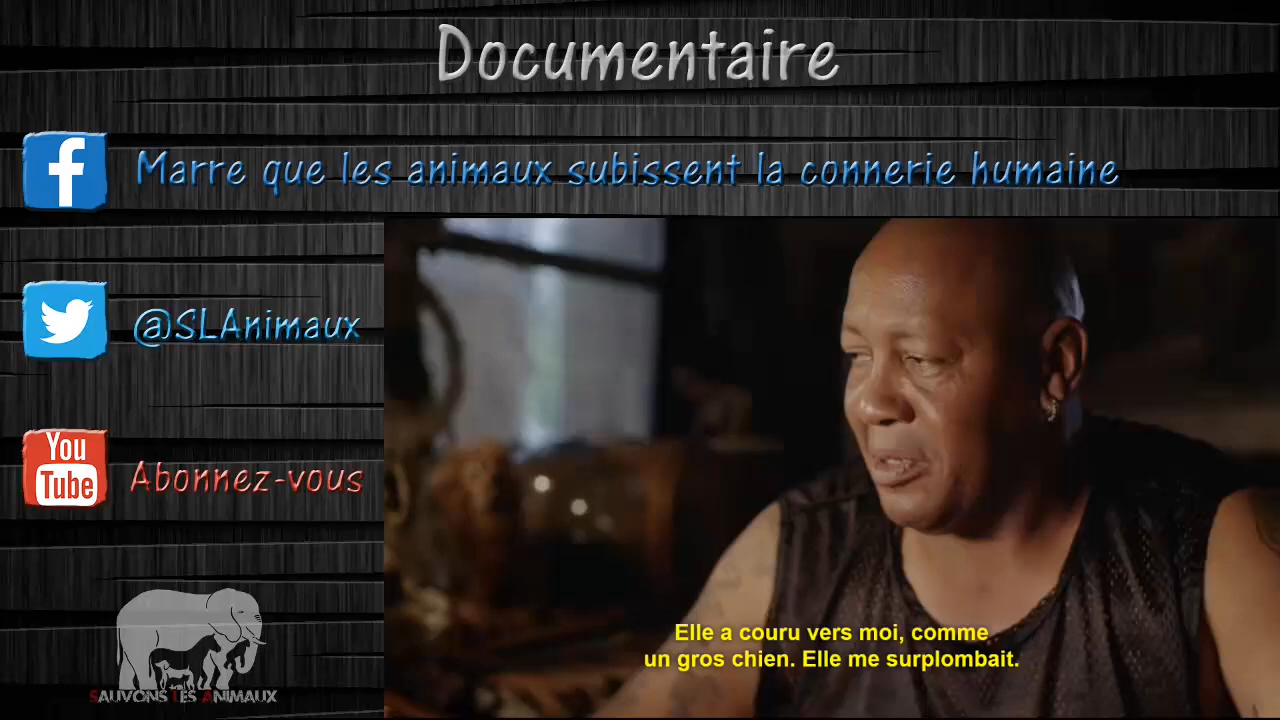 Documentaire
f Marre que les animaux subissent la connerie humaine
@SLAnimaux
You
Tube Abonnez-vous
Elle a couru vers moi, comme
un gros chien. Elle me surplombait.
SAUVONS LES ANIMAUX